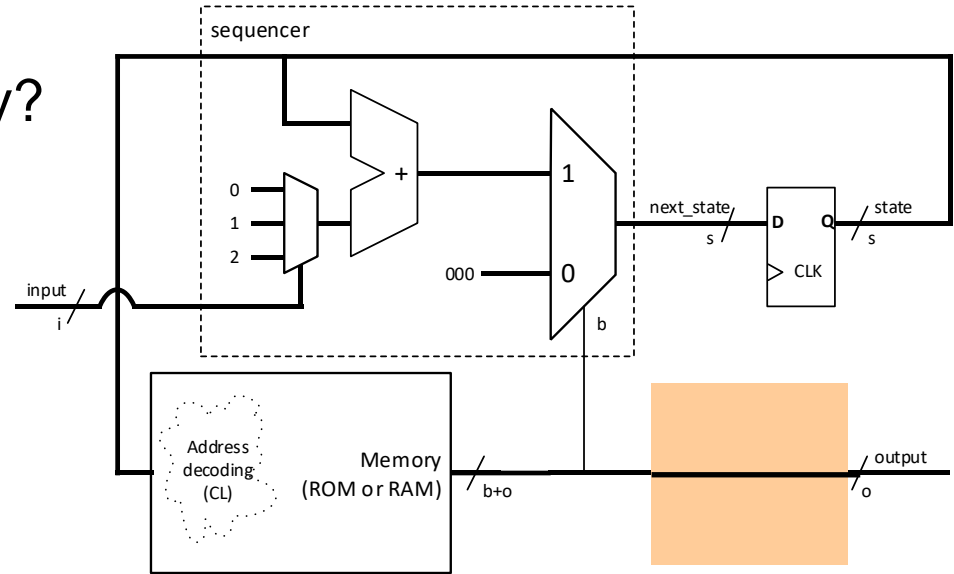 sequencer
y?
+
1
0
1
2
next_state
s
D
Q
CLK
state
s
000
0
b
input
i
Address
decoding
(CL)
Memory
(ROM or RAM)
b+o
output
o